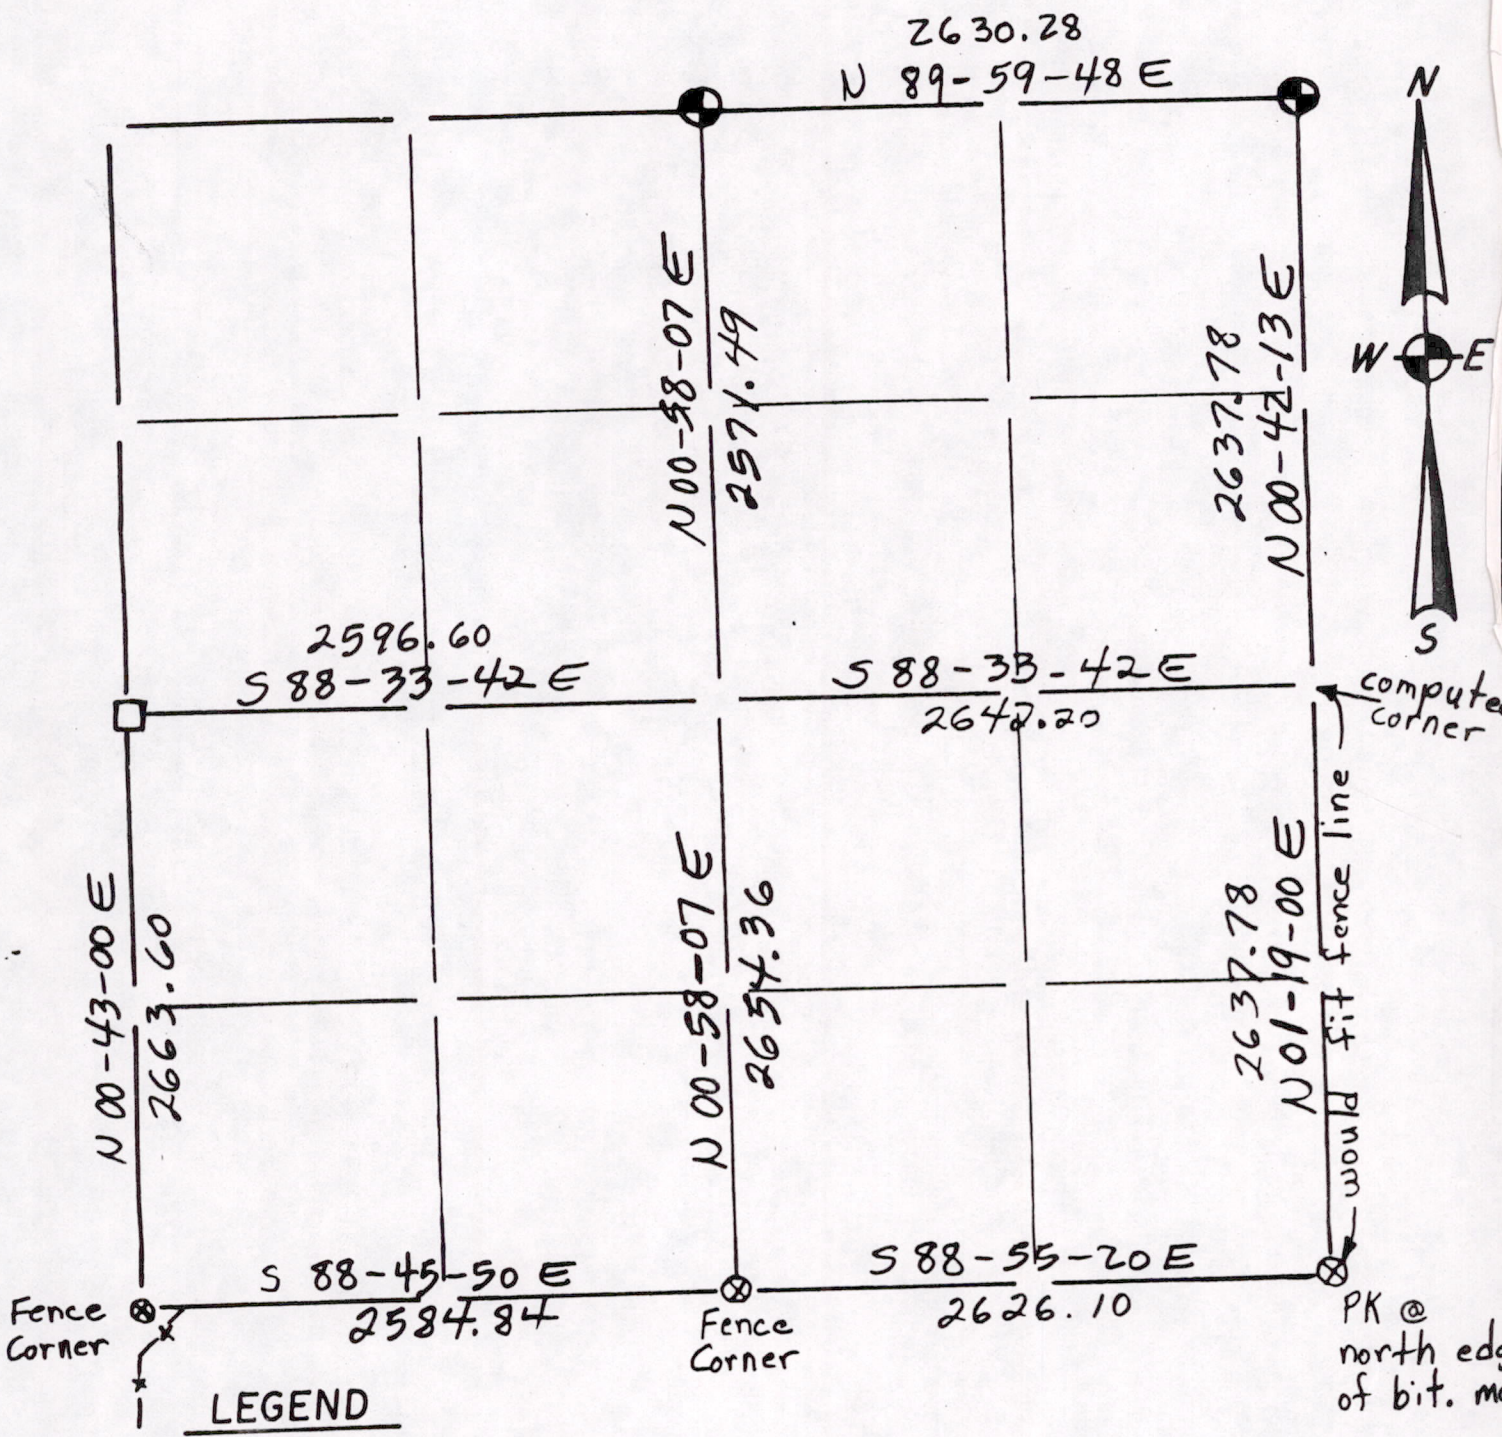 2630.28
N 89-59-48 E
N
W E
S
N 00-58-07 E
2571.49
2637.78
N 00-42-13 E
2596.60
S 88-33-42 E
S 88-33-42 E
2642.20
computed
corner
N 00-43-00 E
2663.60
N 00-58-07 E
2654.36
2637.78
N 01-19-00 E
would fit fence line
S 88-45-50 E
2584.84
S 88-55-20 E
2626.10
Fence
Corner
Fence
Corner
PK @
north edge
of bit.
LEGEND